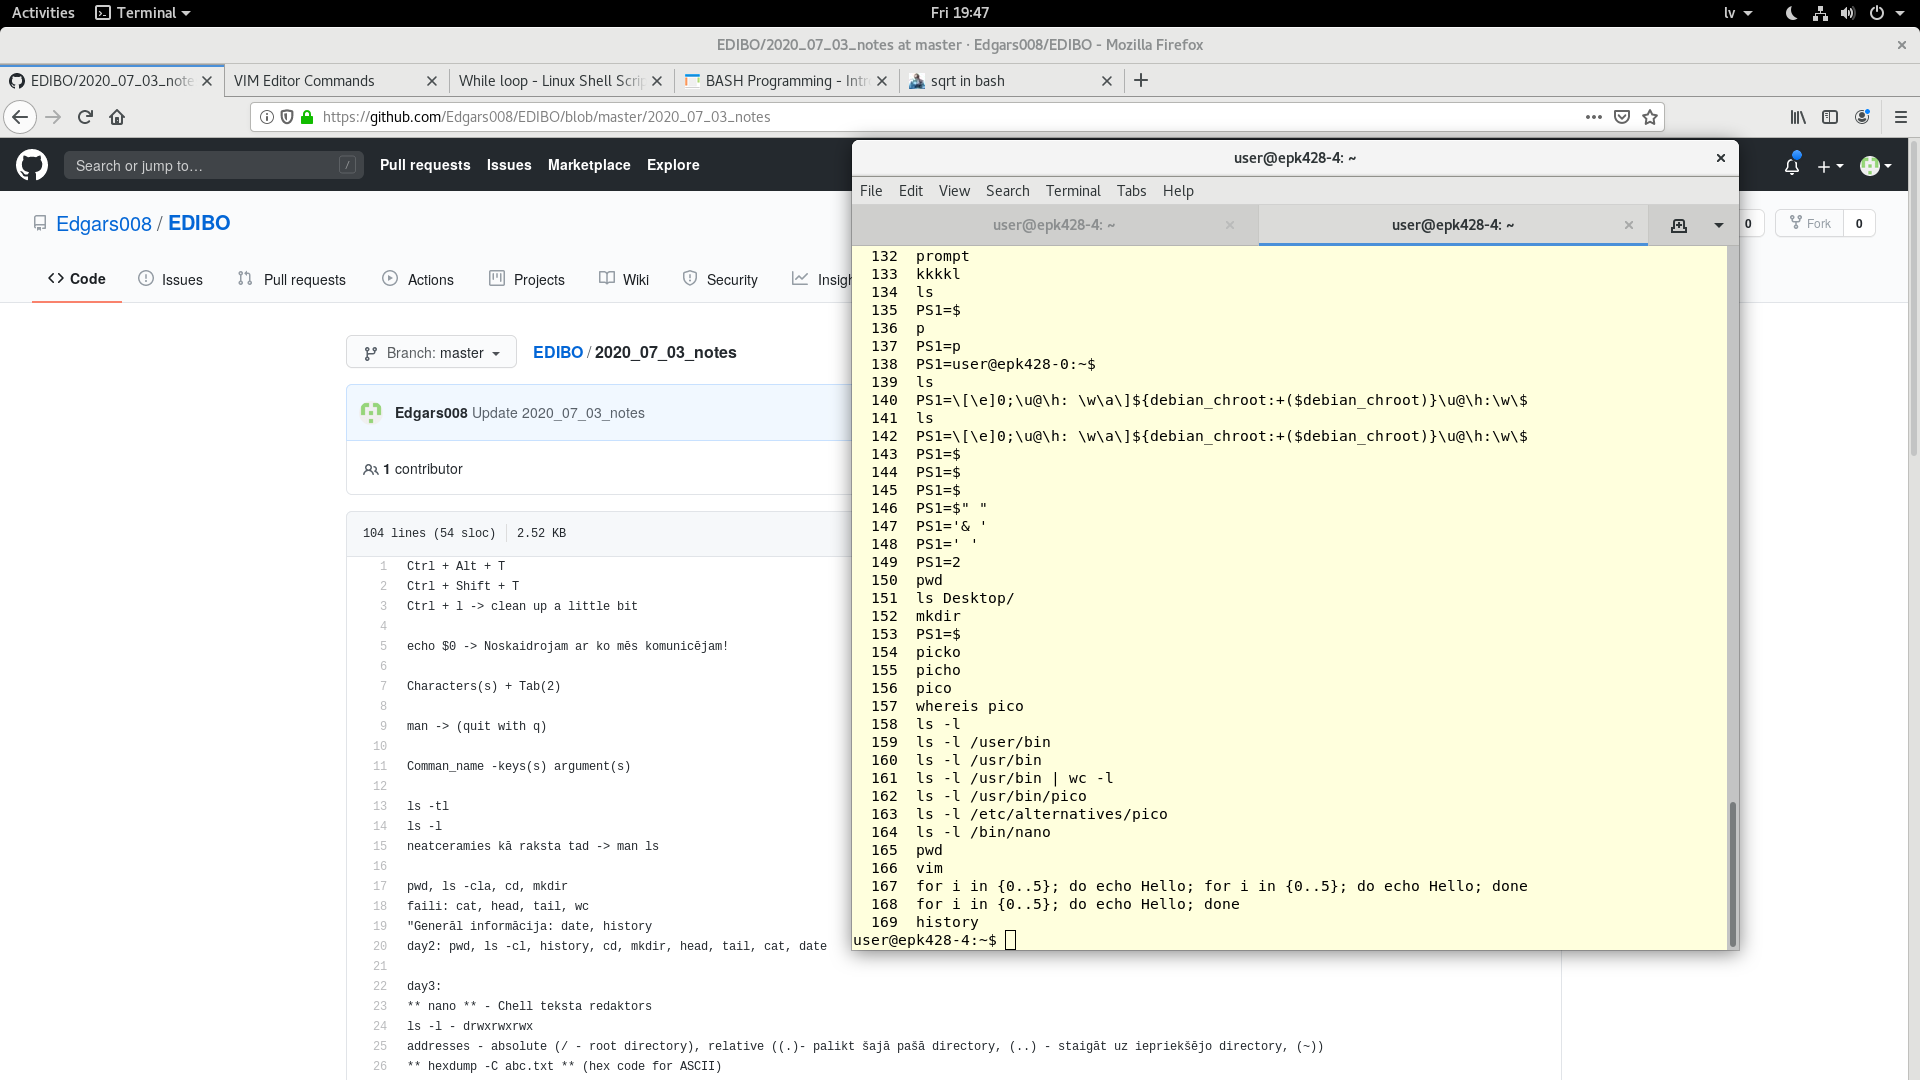 Activities Terminal Fri 19:47 lv
EDIBO/2020_07_03_notes at master · Edgars008/EDIBO - Mozilla Firefox
EDIBO/2020_07_03_note VIM Editor Commands While loop - Linux Shell Scrip BASH Programming - Intr sqrt in bash
https://github.com/Edgars008/EDIBO/blob/master/2020_07_03_notes
Search or jump to… / Pull requests Issues Marketplace Explore
Edgars008 / EDIBO 0 Fork 0
Code Issues Pull requests Actions Projects Wiki Security Insigh
Branch: master EDIBO / 2020_07_03_notes
Edgars008 Update 2020_07_03_notes
1 contributor
104 lines (54 sloc) 2.52 KB
1 Ctrl + Alt + T
2 Ctrl + Shift + T
3 Ctrl + l -> clean up a little bit
4
5 echo $0 -> Noskaidrojam ar ko mēs komunicējam!
6
7 Characters(s) + Tab(2)
8
9 man -> (quit with q)
10
11 Comman_name -keys(s) argument(s)
12
13 ls -tl
14 ls -l
15 neatceramies kā raksta tad -> man ls
16
17 pwd, ls -cla, cd, mkdir
18 faili: cat, head, tail, wc
19 "Generāl informācija: date, history
20 day2: pwd, ls -cl, history, cd, mkdir, head, tail, cat, date
21
22 day3:
23 ** nano ** - Chell teksta redaktors
24 ls -l - drwxrwxrwx
25 addresses - absolute (/ - root directory), relative ((.)- palikt šajā pašā directory, (..) - staigāt uz iepriekšējo directory, (~))
26 ** hexdump -C abc.txt ** (hex code for ASCII)
user@epk428-4: ~
File Edit View Search Terminal Tabs Help
user@epk428-4: ~ user@epk428-4: ~
132 prompt
133 kkkkl
134 ls
135 PS1=$
136 p
137 PS1=p
138 PS1=user@epk428-0:~$
139 ls
140 PS1=\[\e]0;\u@\h: \w\a\]${debian_chroot:+($debian_chroot)}\u@\h:\w\$
141 ls
142 PS1=\[\e]0;\u@\h: \w\a\]${debian_chroot:+($debian_chroot)}\u@\h:\w\$
143 PS1=$
144 PS1=$
145 PS1=$
146 PS1=$" "
147 PS1='& '
148 PS1=' '
149 PS1=2
150 pwd
151 ls Desktop/
152 mkdir
153 PS1=$
154 picko
155 picho
156 pico
157 whereis pico
158 ls -l
159 ls -l /user/bin
160 ls -l /usr/bin
161 ls -l /usr/bin | wc -l
162 ls -l /usr/bin/pico
163 ls -l /etc/alternatives/pico
164 ls -l /bin/nano
165 pwd
166 vim
167 for i in {0..5}; do echo Hello; for i in {0..5}; do echo Hello; done
168 for i in {0..5}; do echo Hello; done
169 history
user@epk428-4:~$